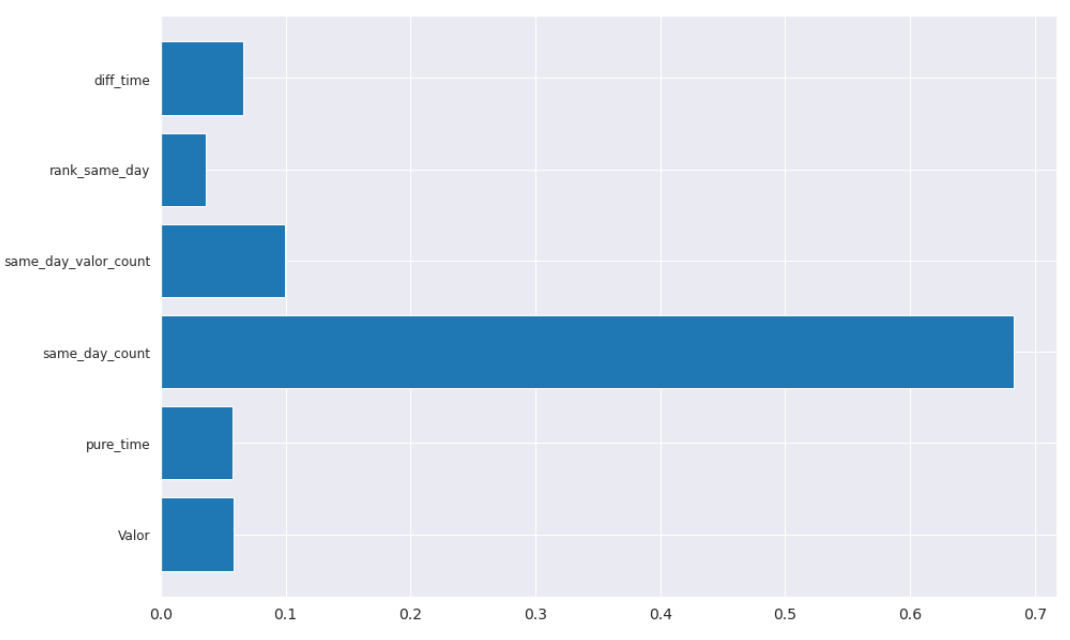 diff_time
rank_same_day
same_day_valor_count
same_day_count
pure_time
Valor
0.0 0.1 0.2 0.3 0.4 0.5 0.6 0.7